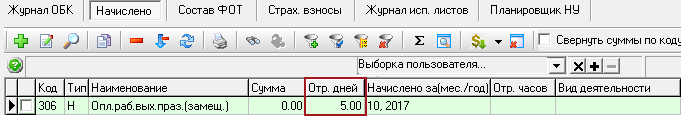 Журнал ОБК Начислено Состав ФОТ Страх. взносы Журнал исп. листов Планировщик НУ
Σ $ Свернуть суммы по коду
? Выборка пользователя...
Код Тип Наименование Сумма Отр. дней Начислено за(мес./год) Отр. часов Вид деятельности
306 Н Опл.раб.вых.праз.(замещ.) 0.00 5.00 10, 2017